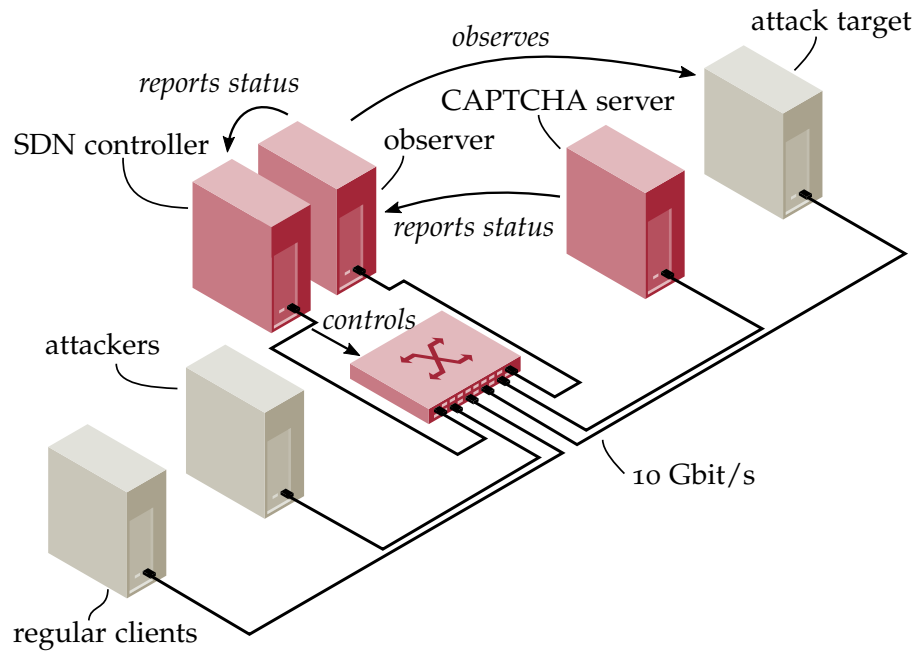 attack target
observes
reports status
CAPTCHA server
SDN controller
observer
reports status
controls
attackers
10 Gbit/s
regular clients